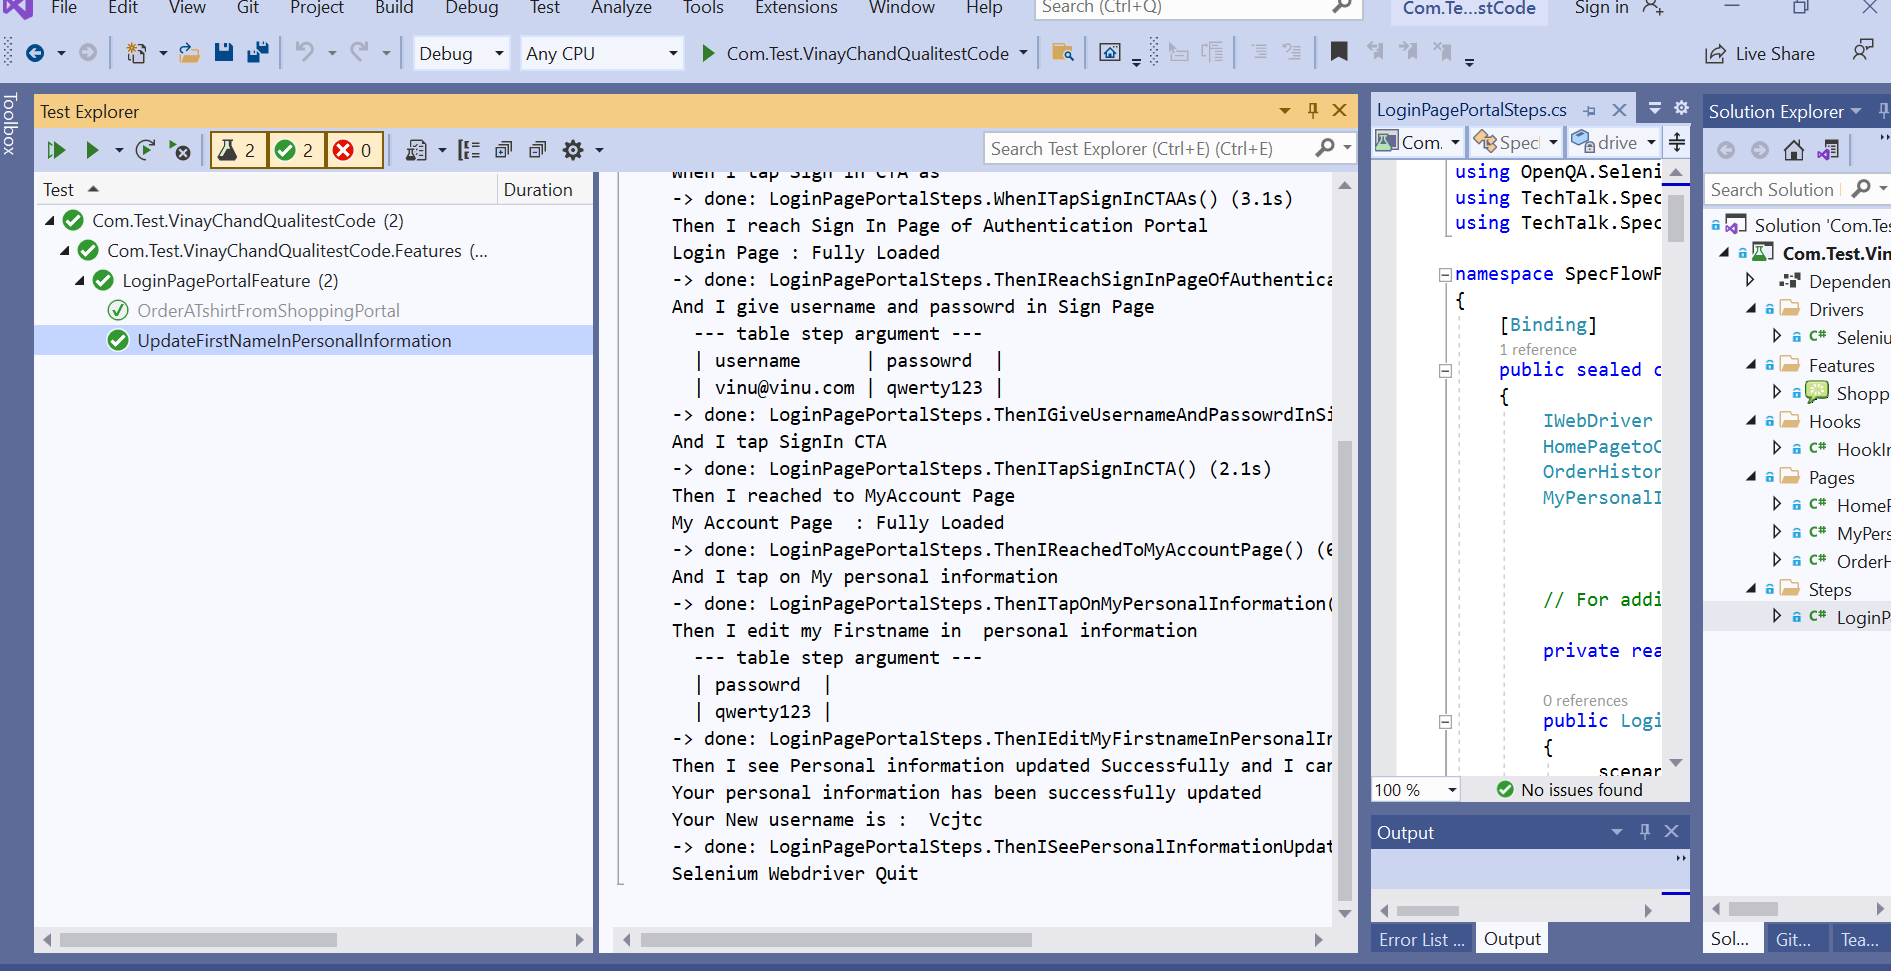 File Edit View Git Project Build Debug Test Analyze Tools Extensions Window Help Search (Ctrl+Q) Com.Te...stCode Sign in
Debug Any CPU Com.Test.VinayChandQualitestCode Live Share
Toolbox
Test Explorer
2 2 0 Search Test Explorer (Ctrl+E) (Ctrl+E)
Test Duration
Com.Test.VinayChandQualitestCode (2)
Com.Test.VinayChandQualitestCode.Features (...
LoginPagePortalFeature (2)
OrderATshirtFromShoppingPortal
UpdateFirstNameInPersonalInformation
When I tap Sign in CTA as
-> done: LoginPagePortalSteps.WhenITapSignInCTAAs() (3.1s)
Then I reach Sign In Page of Authentication Portal
Login Page : Fully Loaded
-> done: LoginPagePortalSteps.ThenIReachSignInPageOfAuthentica
And I give username and passowrd in Sign Page
--- table step argument ---
| username | passowrd |
| vinu@vinu.com | qwerty123 |
-> done: LoginPagePortalSteps.ThenIGiveUsernameAndPassowrdInSi
And I tap SignIn CTA
-> done: LoginPagePortalSteps.ThenITapSignInCTA() (2.1s)
Then I reached to MyAccount Page
My Account Page : Fully Loaded
-> done: LoginPagePortalSteps.ThenIReachedToMyAccountPage() (
And I tap on My personal information
-> done: LoginPagePortalSteps.ThenITapOnMyPersonalInformation(
Then I edit my Firstname in personal information
--- table step argument ---
| passowrd |
| qwerty123 |
-> done: LoginPagePortalSteps.ThenIEditMyFirstnameInPersonalIn
Then I see Personal information updated Successfully and I can
Your personal information has been successfully updated
Your New username is : Vcjtc
-> done: LoginPagePortalSteps.ThenISeePersonalInformationUpdat
Selenium Webdriver Quit
LoginPagePortalSteps.cs
Com. Spec drive
using OpenQA.Seleni
using TechTalk.Spec
using TechTalk.Spec
namespace SpecFlowP
{
[Binding]
1 reference
public sealed c
{
IWebDriver
HomePagetoC
OrderHistor
MyPersonalI
// For addi
private rea
0 references
public Logi
{
scenar
100 % No issues found
Output
Error List ... Output
Solution Explorer
Search Solution
Solution 'Com.Tes
Com.Test.Vin
Dependen
Drivers
C# Seleniu
Features
Shopp
Hooks
C# HookIn
Pages
C# HomeP
C# MyPers
C# OrderH
Steps
C# LoginP
Sol... Git... Tea...